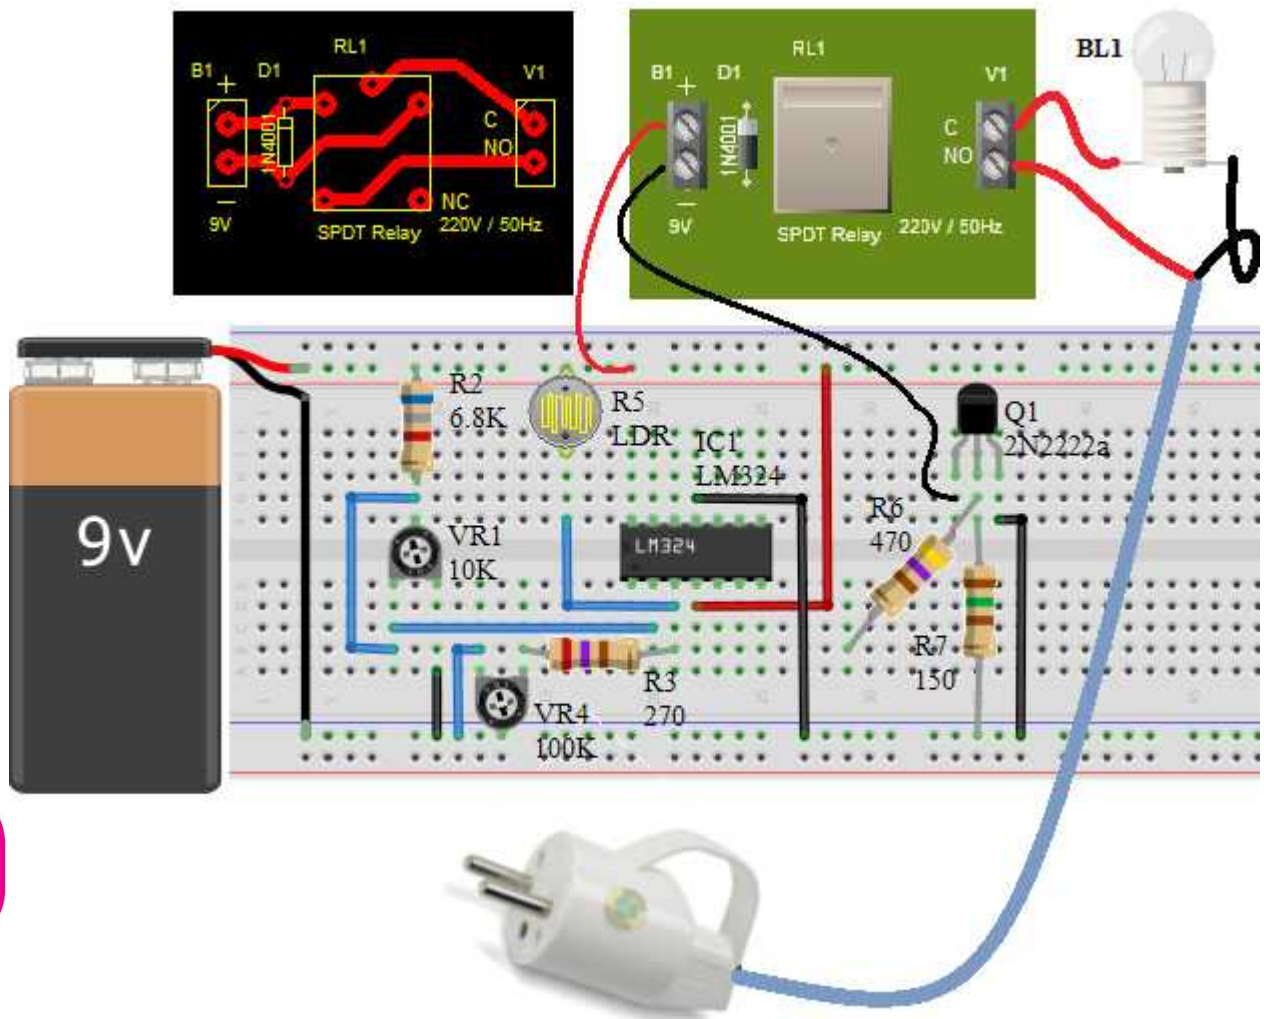 RL1
B1
D1
V1
+
C
NO
1N4001
–
9V
NC
SPDT Relay
220V / 50Hz
RL1
B1
D1
V1
+
C
NO
1N4001
–
9V
SPDT Relay
220V / 50Hz
BL1
R2
6.8K
R5
LDR
Q1
2N2222a
IC1
LM324
R6
470
9v
VR1
10K
LM324
R7
150
R3
270
VR4
100K